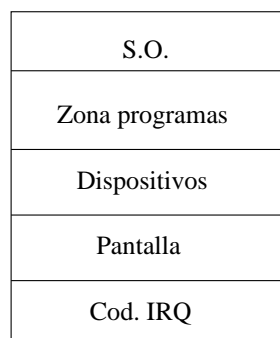 S.O.
Zona programas
Dispositivos
Pantalla
Cod. IRQ